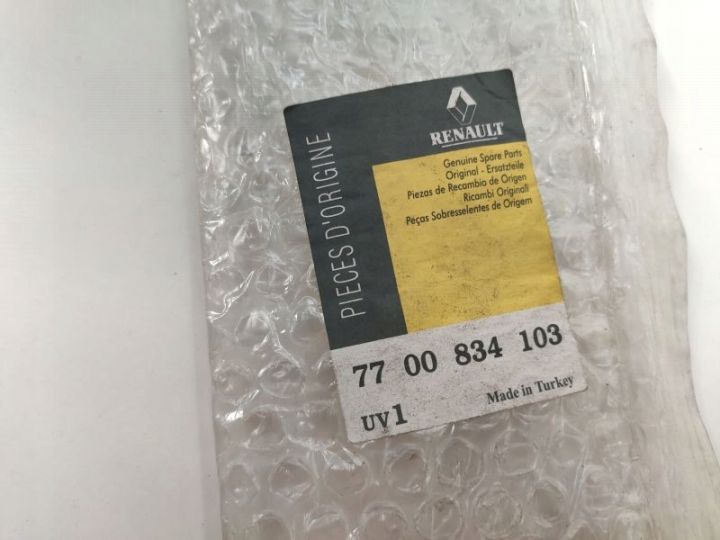 PIECES D'ORIGINE
RENAULT
Genuine Spare Parts
Original - Ersatzteile
Piezas de Recambio de Origen
Ricambi Originali
Peças Sobresselentes de Origem
77 00 834 103
UV1
Made in Turkey